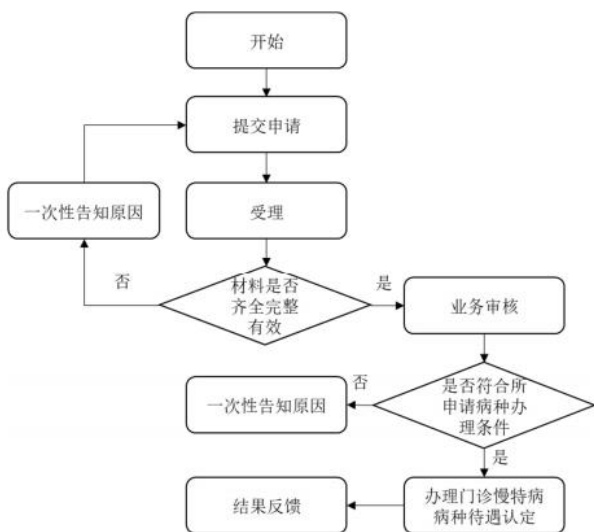 开始
提交申请
一次性告知原因
受理
否
材料是否
齐全完整
有效
是
业务审核
一次性告知原因
否
是否符合所
申请病种办
理条件
是
结果反馈
办理门诊慢特病
病种待遇认定